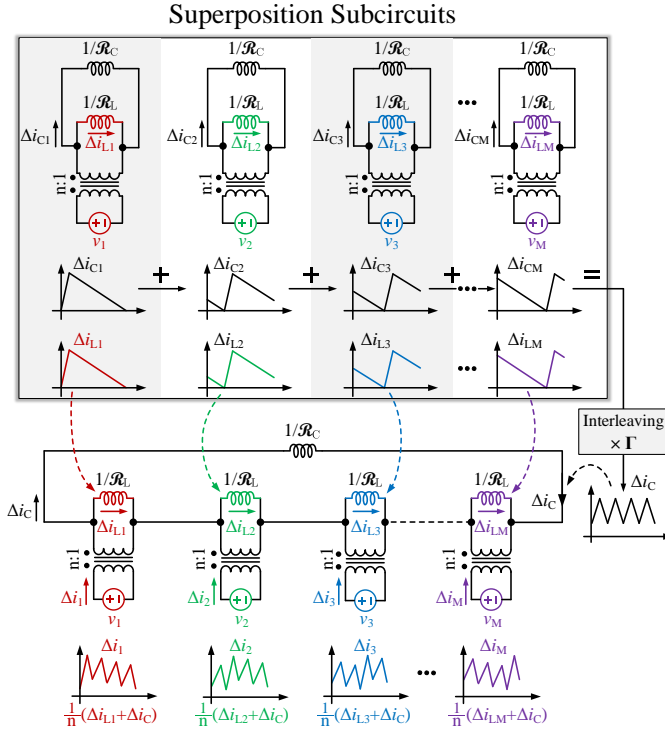 Superposition Subcircuits
1/ℛC 1/ℛC 1/ℛC 1/ℛC
1/ℛL 1/ℛL 1/ℛL ••• 1/ℛL
ΔiC1 ΔiL1 ΔiC2 ΔiL2 ΔiC3 ΔiL3 ΔiCM ΔiLM
n:1 n:1 n:1 n:1
v1 v2 v3 vM
ΔiC1 + ΔiC2 + ΔiC3 + ••• ΔiCM =
ΔiL1 ΔiL2 ΔiL3 ••• ΔiLM
Interleaving
× Γ
1/ℛC
1/ℛL 1/ℛL 1/ℛL 1/ℛL ΔiC ΔiC
ΔiC ΔiL1 ΔiL2 ΔiL3 ΔiLM
n:1 n:1 n:1 n:1
Δi1 Δi2 Δi3 ΔiM
v1 v2 v3 vM
Δi1 Δi2 Δi3 ••• ΔiM
1/n(ΔiL1+ΔiC) 1/n(ΔiL2+ΔiC) 1/n(ΔiL3+ΔiC) 1/n(ΔiLM+ΔiC)